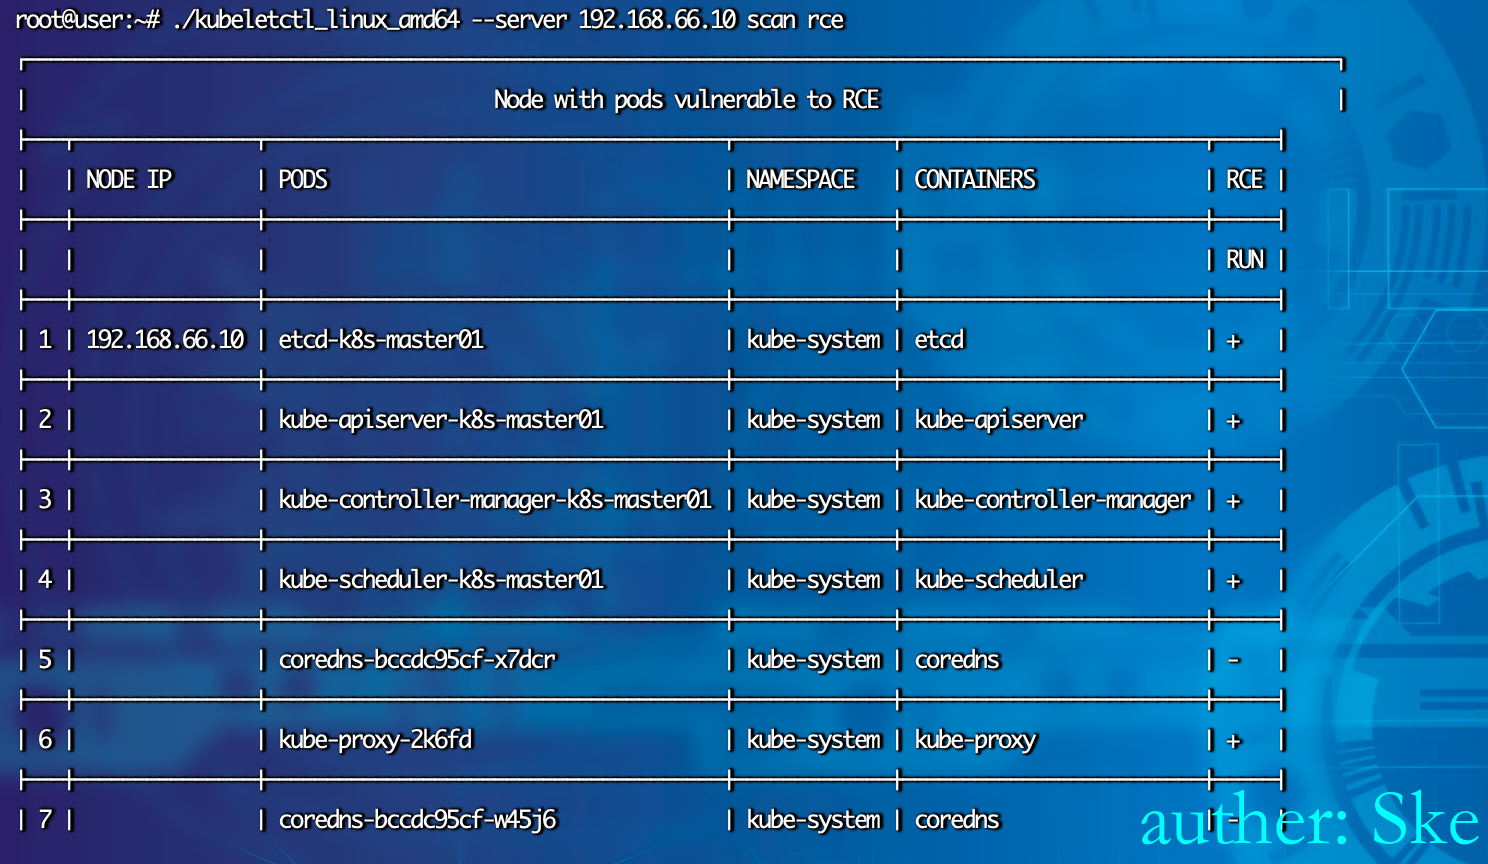 root@user:~# ./kubeletctl_linux_amd64 --server 192.168.66.10 scan rce
Node with pods vulnerable to RCE
| | NODE IP | PODS | NAMESPACE | CONTAINERS | RCE |
| | | | | | RUN |
| 1 | 192.168.66.10 | etcd-k8s-master01 | kube-system | etcd | + |
| 2 | | kube-apiserver-k8s-master01 | kube-system | kube-apiserver | + |
| 3 | | kube-controller-manager-k8s-master01 | kube-system | kube-controller-manager | + |
| 4 | | kube-scheduler-k8s-master01 | kube-system | kube-scheduler | + |
| 5 | | coredns-bccdc95cf-x7dcr | kube-system | coredns | - |
| 6 | | kube-proxy-2k6fd | kube-system | kube-proxy | + |
| 7 | | coredns-bccdc95cf-w45j6 | kube-system | coredns | - |
auther: Ske